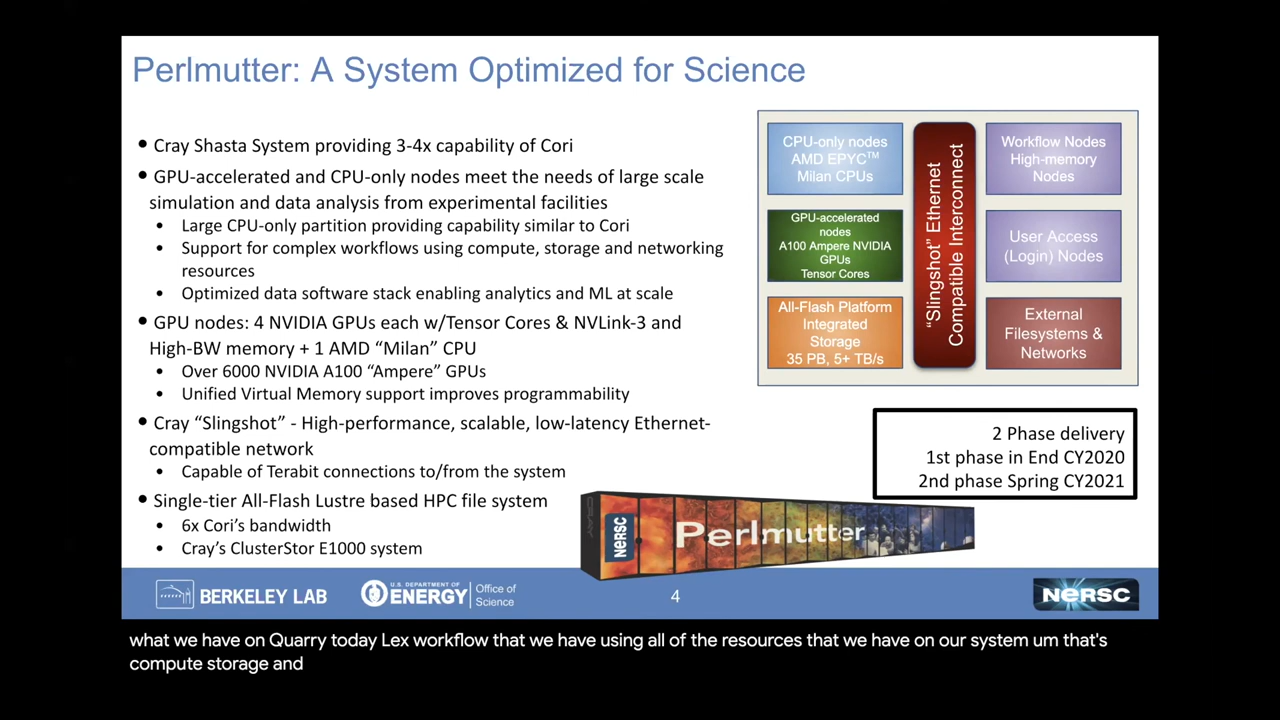 Perlmutter: A System Optimized for Science
• Cray Shasta System providing 3-4x capability of Cori
• GPU-accelerated and CPU-only nodes meet the needs of large scale
simulation and data analysis from experimental facilities
• Large CPU-only partition providing capability similar to Cori
• Support for complex workflows using compute, storage and networking
resources
• Optimized data software stack enabling analytics and ML at scale
• GPU nodes: 4 NVIDIA GPUs each w/Tensor Cores & NVLink-3 and
High-BW memory + 1 AMD “Milan” CPU
• Over 6000 NVIDIA A100 “Ampere” GPUs
• Unified Virtual Memory support improves programmability
• Cray “Slingshot” - High-performance, scalable, low-latency Ethernet-
compatible network
• Capable of Terabit connections to/from the system
• Single-tier All-Flash Lustre based HPC file system
• 6x Cori’s bandwidth
• Cray’s ClusterStor E1000 system
CPU-only nodes
AMD EPYC™
Milan CPUs
GPU-accelerated
nodes
A100 Ampere NVIDIA
GPUs
Tensor Cores
All-Flash Platform
Integrated
Storage
35 PB, 5+ TB/s
“Slingshot” Ethernet
Compatible Interconnect
Workflow Nodes
High-memory
Nodes
User Access
(Login) Nodes
External
Filesystems &
Networks
2 Phase delivery
1st phase in End CY2020
2nd phase Spring CY2021
CRAY
NERSC
Perlmutter
BERKELEY LAB
U.S. DEPARTMENT OF
ENERGY
Office of
Science
4
NERSC
what we have on Quarry today Lex workflow that we have using all of the resources that we have on our system um that's
compute storage and